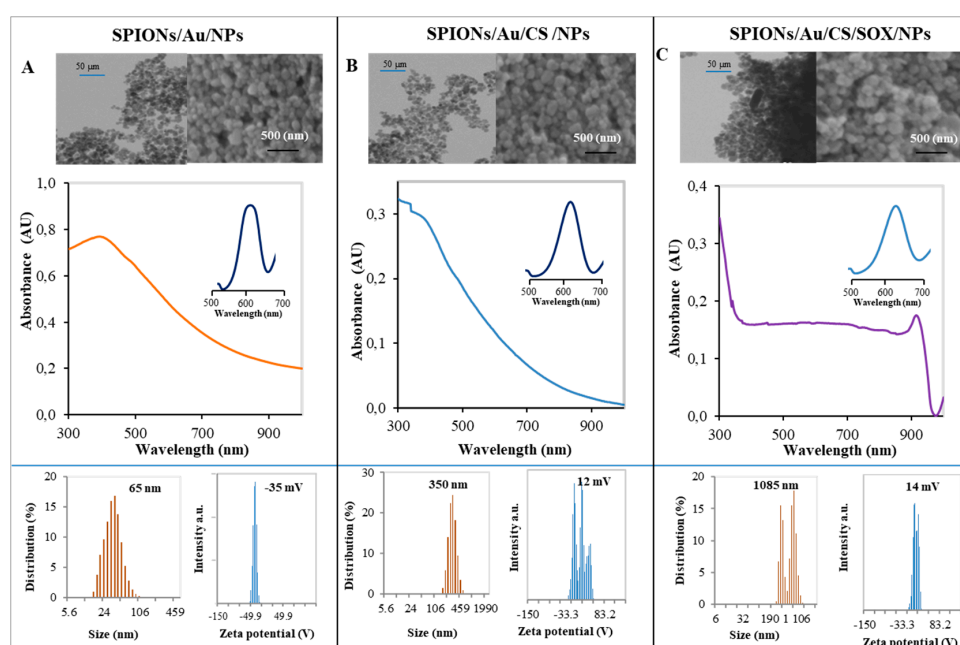 SPIONs/Au/NPs
A
50 μm
500 (nm)
1,0
0,8
0,6
0,4
0,2
0,0
Absorbance (AU)
300
500
700
900
Wavelength (nm)
500
600
700
Wavelength (nm)
20
15
10
5
0
Distribution (%)
65 nm
5.6
24
106
459
Size (nm)
Intensity a.u.
-35 mV
-150
-49.9
49.9
Zeta potential (V)
SPIONs/Au/CS /NPs
B
50 μm
500 (nm)
0,3
0,2
0,1
0,0
Absorbance (AU)
300
500
700
900
Wavelength (nm)
500
600
700
Wavelength (nm)
30
20
10
0
Distribution (%)
350 nm
5.6
24
106
459
1990
Size (nm)
Intensity a.u.
12 mV
-150
-33.3
83.2
Zeta potential (V)
SPIONs/Au/CS/SOX/NPs
C
50 μm
500 (nm)
0,4
0,3
0,2
0,1
0,0
Absorbance (AU)
300
500
700
900
Wavelength (nm)
500
600
700
Wavelength (nm)
20
15
10
5
0
Distribution (%)
1085 nm
6
32
190
1 106
Size (nm)
Intensity a.u.
14 mV
-150
-33.3
83.2
Zeta potential (V)